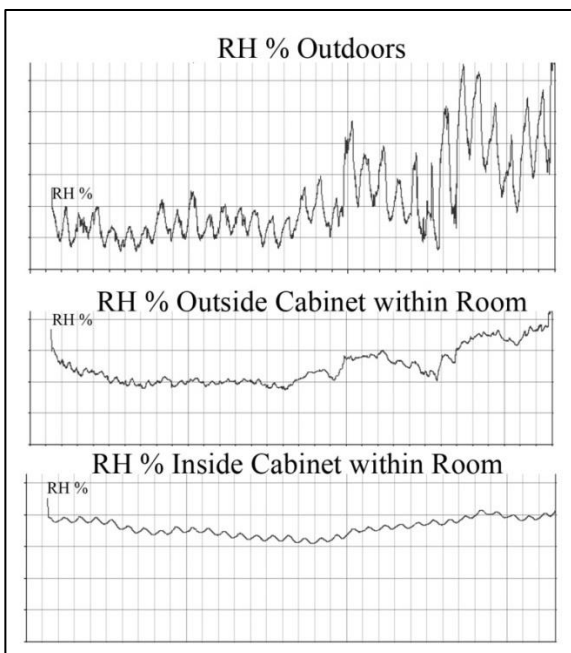 RH % Outdoors
RH %
RH % Outside Cabinet within Room
RH %
RH % Inside Cabinet within Room
RH %